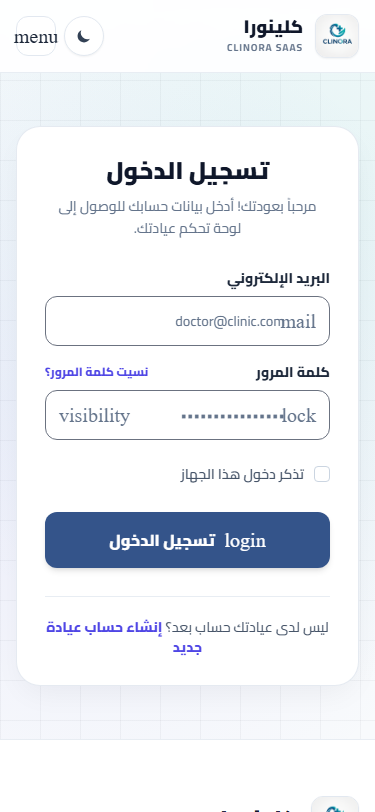 كلينورا
CLINORA SAAS
CLINORA
menu
تسجيل الدخول
مرحباً بعودتك! أدخل بيانات حسابك للوصول إلى
لوحة تحكم عيادتك.
البريد الإلكتروني
mail
doctor@clinic.com
كلمة المرور
نسيت كلمة المرور؟
lock
••••••••••••••••
visibility
تذكر دخول هذا الجهاز
login تسجيل الدخول
ليس لدى عيادتك حساب بعد؟ إنشاء حساب عيادة
جديد